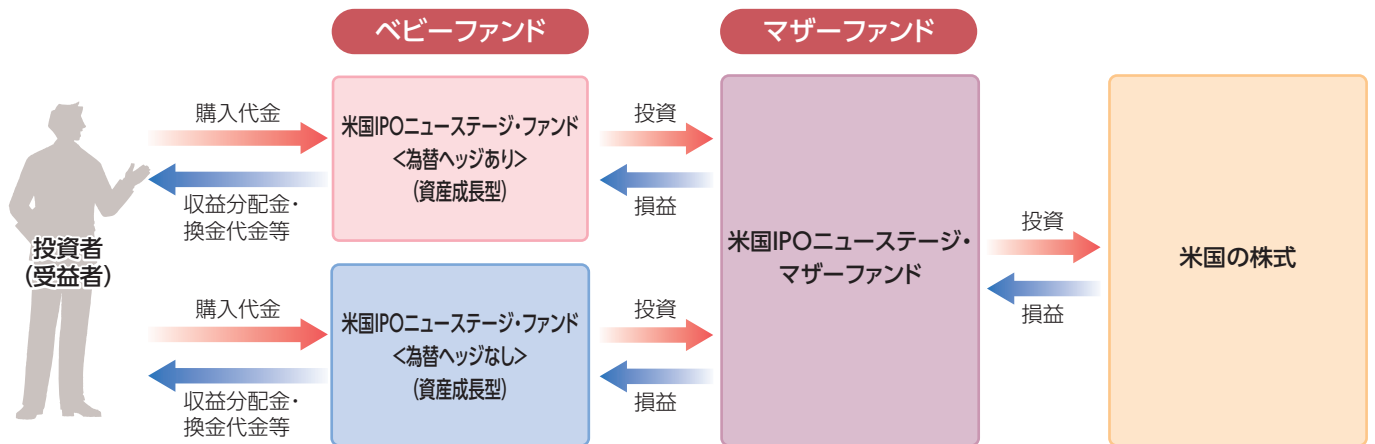 ベビーファンド
マザーファンド
投資者
（受益者）
購入代金
収益分配金・
換金代金等
米国IPOニューステージ・ファンド
<為替ヘッジあり>
(資産成長型)
投資
損益
購入代金
収益分配金・
換金代金等
米国IPOニューステージ・ファンド
<為替ヘッジなし>
(資産成長型)
投資
損益
米国IPOニューステージ・
マザーファンド
投資
損益
米国の株式